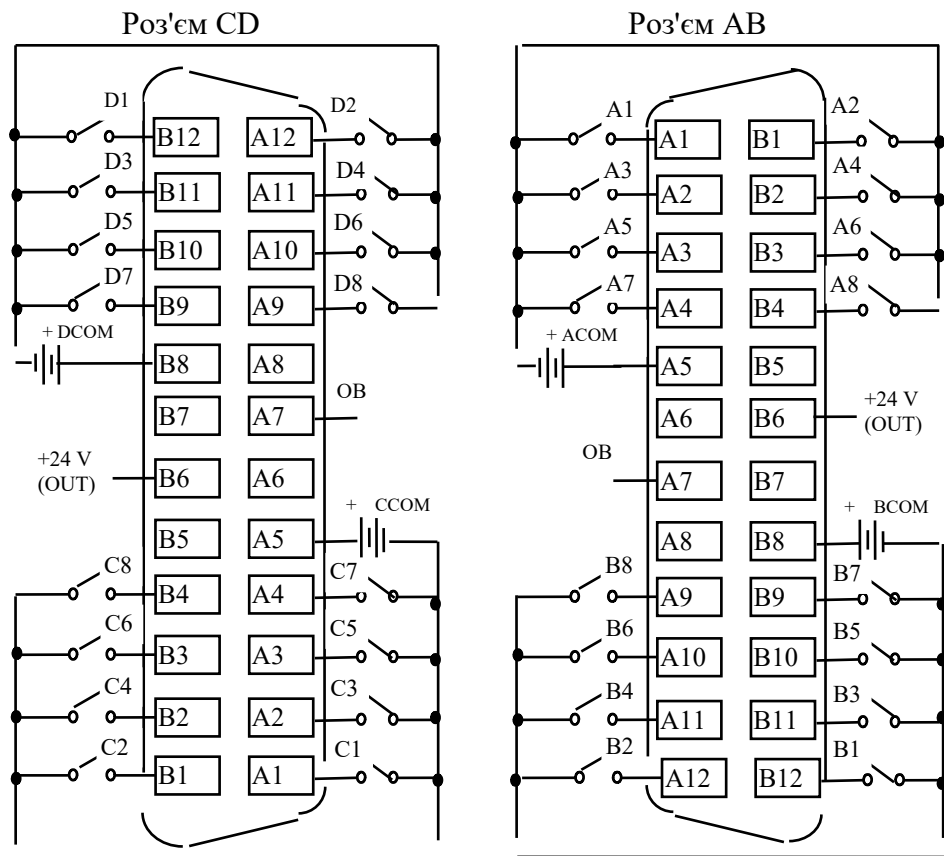 Роз'єм CD
D1
B12 A12
D2
D3
B11 A11
D4
D5
B10 A10
D6
D7
B9 A9
D8
+ DCOM
B8 A8
B7 A7
ОВ
+24 V
(OUT)
B6 A6
B5 A5
+ CCOM
C8
B4 A4
C7
C6
B3 A3
C5
C4
B2 A2
C3
C2
B1 A1
C1
Роз'єм AB
A1
A1 B1
A2
A3
A2 B2
A4
A5
A3 B3
A6
A7
A4 B4
A8
+ ACOM
A5 B5
A6 B6
+24 V
(OUT)
ОВ
A7 B7
A8 B8
+ BCOM
B8
A9 B9
B7
B6
A10 B10
B5
B4
A11 B11
B3
B2
A12 B12
B1